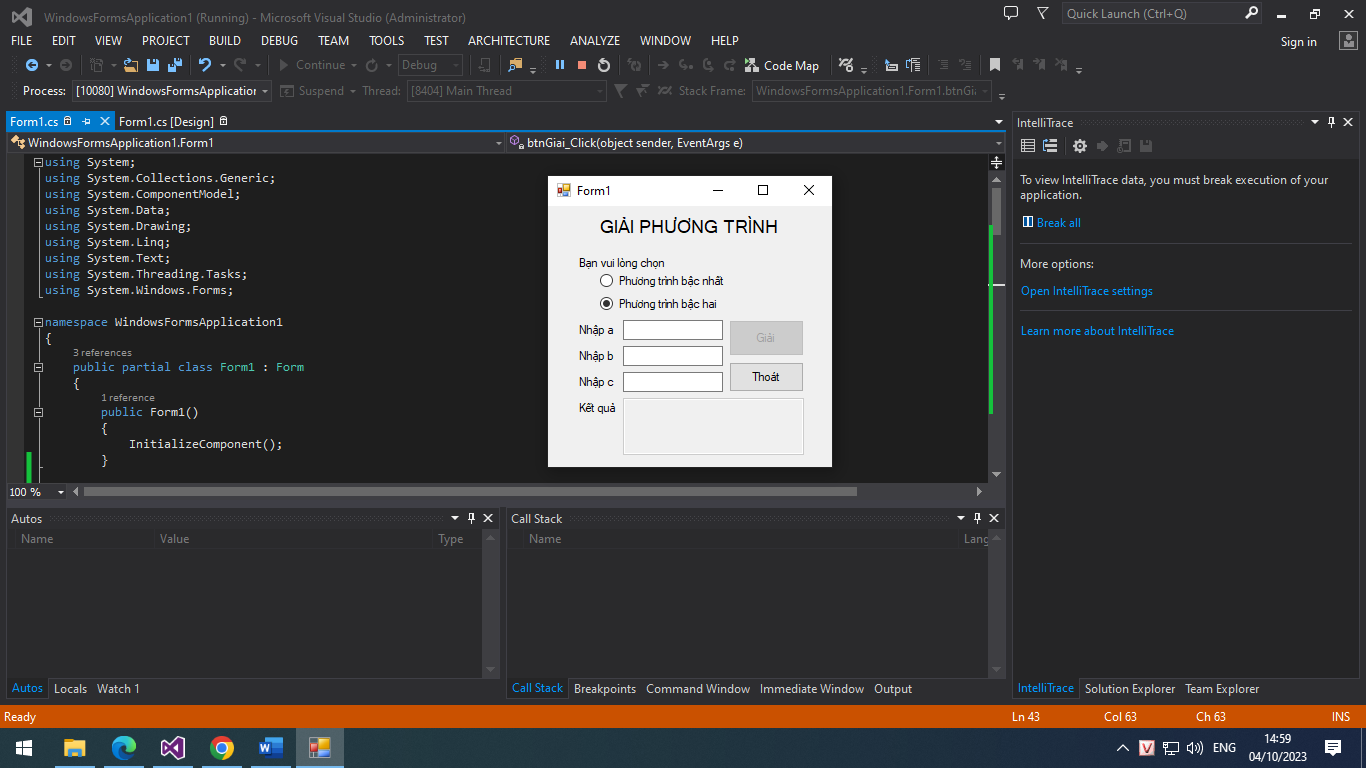 WindowsFormsApplication1 (Running) - Microsoft Visual Studio (Administrator)
Quick Launch (Ctrl+Q)
FILE EDIT VIEW PROJECT BUILD DEBUG TEAM TOOLS TEST ARCHITECTURE ANALYZE WINDOW HELP
Sign in
Continue Debug Code Map
Process: [10080] WindowsFormsApplication Suspend Thread: [8404] Main Thread Stack Frame: WindowsFormsApplication1.Form1.btnGia
Form1.cs Form1.cs [Design]
WindowsFormsApplication1.Form1 btnGiai_Click(object sender, EventArgs e)
using System;
using System.Collections.Generic;
using System.ComponentModel;
using System.Data;
using System.Drawing;
using System.Linq;
using System.Text;
using System.Threading.Tasks;
using System.Windows.Forms;
namespace WindowsFormsApplication1
{
3 references
public partial class Form1 : Form
{
1 reference
public Form1()
{
InitializeComponent();
}
100 %
Form1
GIẢI PHƯƠNG TRÌNH
Bạn vui lòng chọn
Phương trình bậc nhất
Phương trình bậc hai
Nhập a
Giải
Nhập b
Nhập c
Thoát
Kết quả
IntelliTrace
To view IntelliTrace data, you must break execution of your
application.
Break all
More options:
Open IntelliTrace settings
Learn more about IntelliTrace
Autos
Name Value Type
Call Stack
Name Lang
Autos Locals Watch 1
Call Stack Breakpoints Command Window Immediate Window Output
IntelliTrace Solution Explorer Team Explorer
Ready Ln 43 Col 63 Ch 63 INS
ENG
14:59
04/10/2023